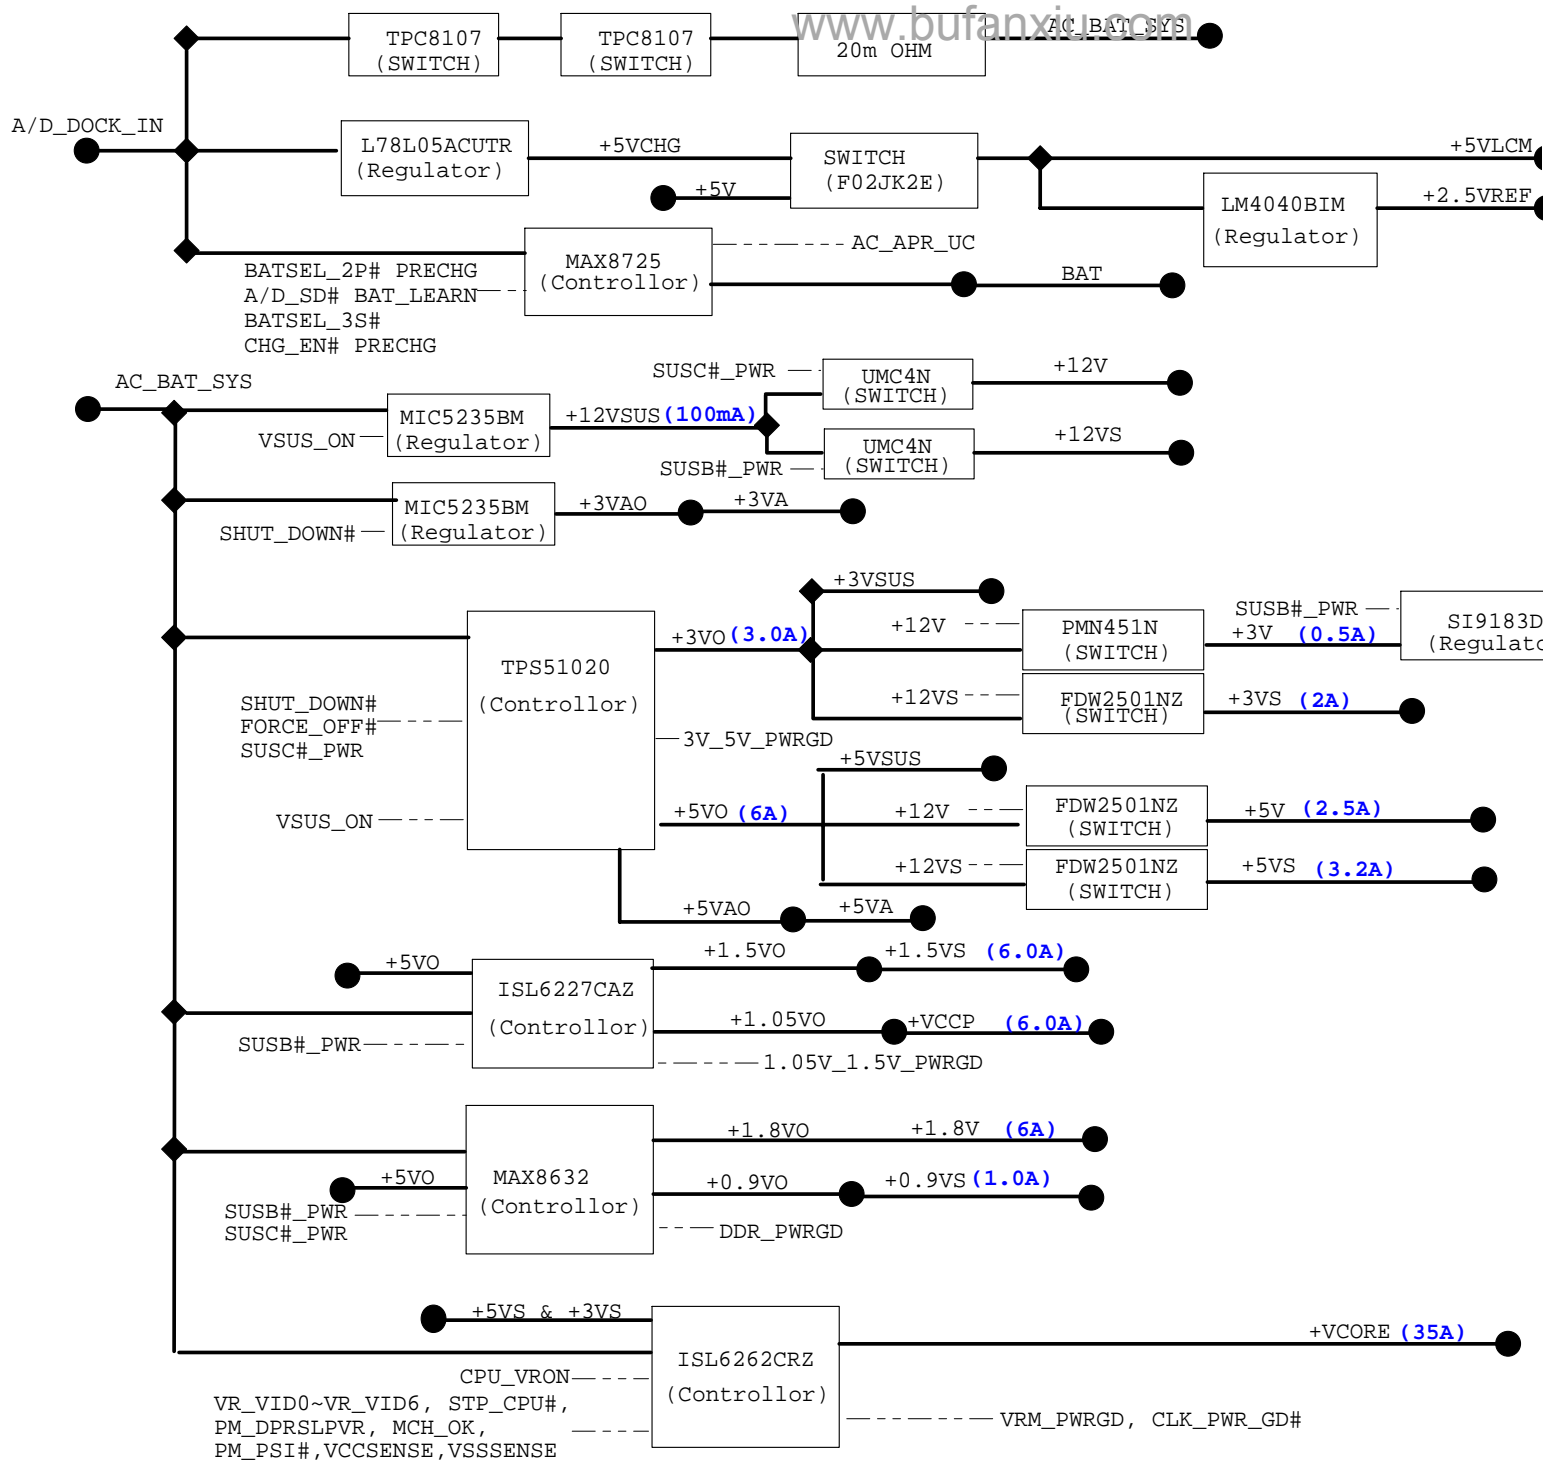 www.bufanxiu.com
TPC8107
(SWITCH)
TPC8107
(SWITCH)
20m OHM
AC_BAT_SYS
A/D_DOCK_IN
L78L05ACUTR
(Regulator)
+5VCHG
+5V
SWITCH
(F02JK2E)
+5VLCM
LM4040BIM
(Regulator)
+2.5VREF
MAX8725
(Controllor)
AC_APR_UC
BAT
BATSEL_2P# PRECHG
A/D_SD# BAT_LEARN
BATSEL_3S#
CHG_EN# PRECHG
AC_BAT_SYS
MIC5235BM
(Regulator)
VSUS_ON
+12VSUS (100mA)
SUSC#_PWR
UMC4N
(SWITCH)
+12V
SUSB#_PWR
UMC4N
(SWITCH)
+12VS
MIC5235BM
(Regulator)
SHUT_DOWN#
+3VAO
+3VA
TPS51020
(Controllor)
SHUT_DOWN#
FORCE_OFF#
SUSC#_PWR
VSUS_ON
+3VO (3.0A)
+3VSUS
+12V
PMN451N
(SWITCH)
+3V (0.5A)
SUSB#_PWR
SI9183D
(Regulato
+12VS
FDW2501NZ
(SWITCH)
+3VS (2A)
3V_5V_PWRGD
+5VSUS
+5VO (6A)
+12V
FDW2501NZ
(SWITCH)
+5V (2.5A)
+12VS
FDW2501NZ
(SWITCH)
+5VS (3.2A)
+5VAO
+5VA
+5VO
ISL6227CAZ
(Controllor)
SUSB#_PWR
+1.5VO
+1.5VS (6.0A)
+1.05VO
+VCCP (6.0A)
1.05V_1.5V_PWRGD
MAX8632
(Controllor)
+5VO
SUSB#_PWR
SUSC#_PWR
+1.8VO
+1.8V (6A)
+0.9VO
+0.9VS (1.0A)
DDR_PWRGD
+5VS & +3VS
ISL6262CRZ
(Controllor)
+VCORE (35A)
CPU_VRON
VR_VID0~VR_VID6, STP_CPU#,
PM_DPRSLPVR, MCH_OK,
PM_PSI#,VCCSENSE,VSSSENSE
VRM_PWRGD, CLK_PWR_GD#